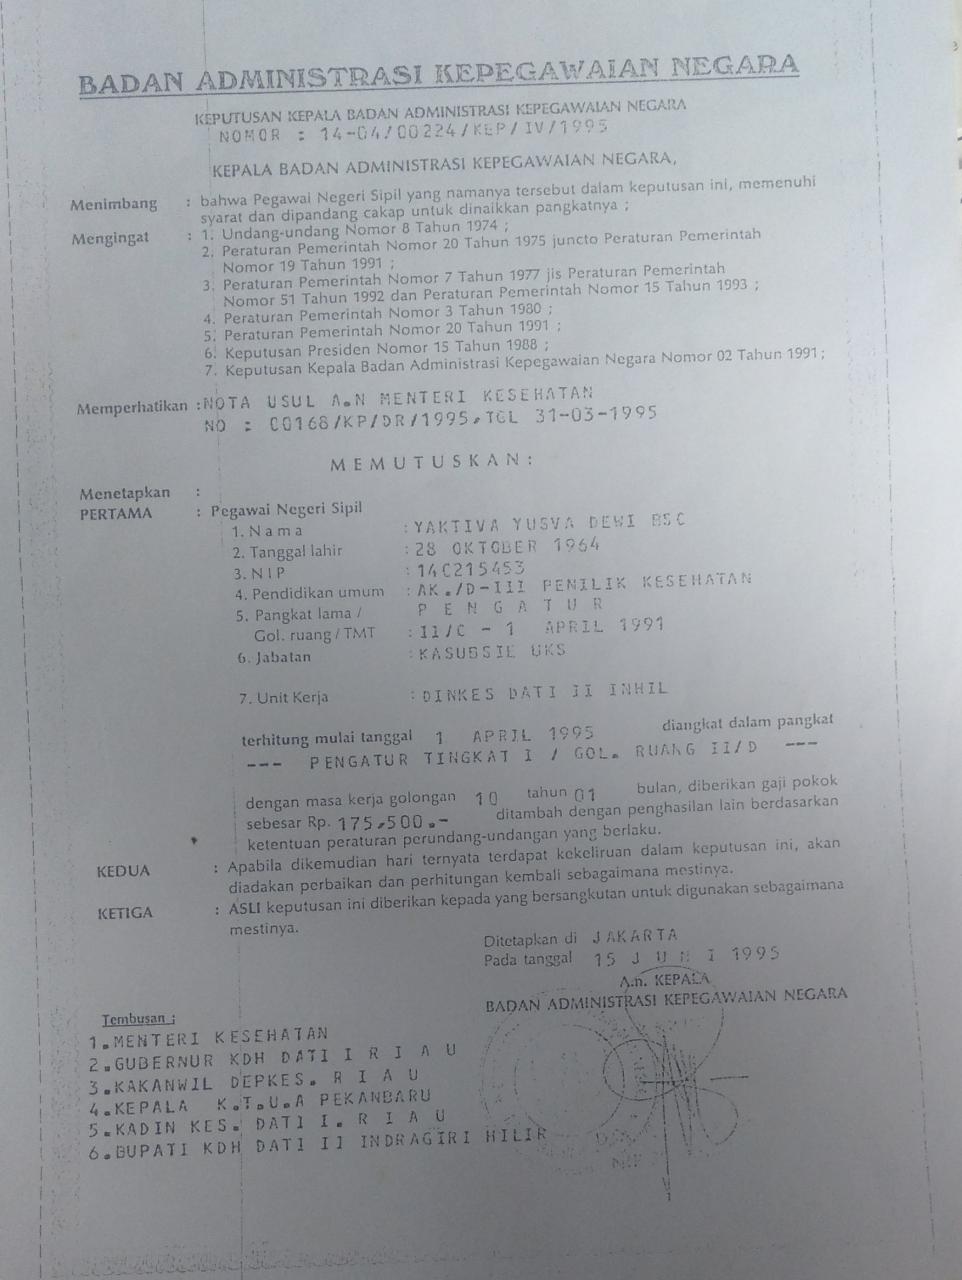 BADAN ADMINISTRASI KEPEGAWAIAN NEGARA
KEPUTUSAN KEPALA BADAN ADMINISTRASI KEPEGAWAIAN NEGARA
NOMOR : 14-04/00224/KEP/IV/1995
KEPALA BADAN ADMINISTRASI KEPEGAWAIAN NEGARA,
Menimbang : bahwa Pegawai Negeri Sipil yang namanya tersebut dalam keputusan ini, memenuhi
syarat dan dipandang cakap untuk dinaikkan pangkatnya ;
Mengingat : 1. Undang-undang Nomor 8 Tahun 1974 ;
2. Peraturan Pemerintah Nomor 20 Tahun 1975 juncto Peraturan Pemerintah
Nomor 19 Tahun 1991 ;
3. Peraturan Pemerintah Nomor 7 Tahun 1977 jis Peraturan Pemerintah
Nomor 51 Tahun 1992 dan Peraturan Pemerintah Nomor 15 Tahun 1993 ;
4. Peraturan Pemerintah Nomor 3 Tahun 1980 ;
5. Peraturan Pemerintah Nomor 20 Tahun 1991 ;
6. Keputusan Presiden Nomor 15 Tahun 1988 ;
7. Keputusan Kepala Badan Administrasi Kepegawaian Negara Nomor 02 Tahun 1991 ;
Memperhatikan : NOTA USUL A.N MENTERI KESEHATAN
NO : 00168/KP/DR/1995,TGL 31-03-1995
MEMUTUSKAN:
Menetapkan :
PERTAMA : Pegawai Negeri Sipil
1. Nama : YAKTIVA YUSVA DEWI BSC
2. Tanggal lahir : 28 OKTOBER 1964
3. NIP : 140215453
4. Pendidikan umum : AK./D-III PENILIK KESEHATAN
5. Pangkat lama / P E N G A T U R
Gol. ruang / TMT : II/C - 1 APRIL 1991
6. Jabatan : KASUBSIE UKS
7. Unit Kerja : DINKES DATI II INHIL
terhitung mulai tanggal 1 APRIL 1995 diangkat dalam pangkat
--- PENGATUR TINGKAT I / GOL. RUANG II/D ---
dengan masa kerja golongan 10 tahun 01 bulan, diberikan gaji pokok
sebesar Rp. 175,500.- ditambah dengan penghasilan lain berdasarkan
ketentuan peraturan perundang-undangan yang berlaku.
KEDUA : Apabila dikemudian hari ternyata terdapat kekeliruan dalam keputusan ini, akan
diadakan perbaikan dan perhitungan kembali sebagaimana mestinya.
KETIGA : ASLI keputusan ini diberikan kepada yang bersangkutan untuk digunakan sebagaimana
mestinya.
Ditetapkan di JAKARTA
Pada tanggal 15 J U N I 1995
A.n. KEPALA
BADAN ADMINISTRASI KEPEGAWAIAN NEGARA
Tembusan :
1.MENTERI KESEHATAN
2.GUBERNUR KDH DATI I R I A U
3.KAKANWIL DEPKES. R I A U
4.KEPALA K.T.U.A PEKANBARU
5.KADIN KES. DATI I. R I A U
6.BUPATI KDH DATI II INDRAGIRI HILIR